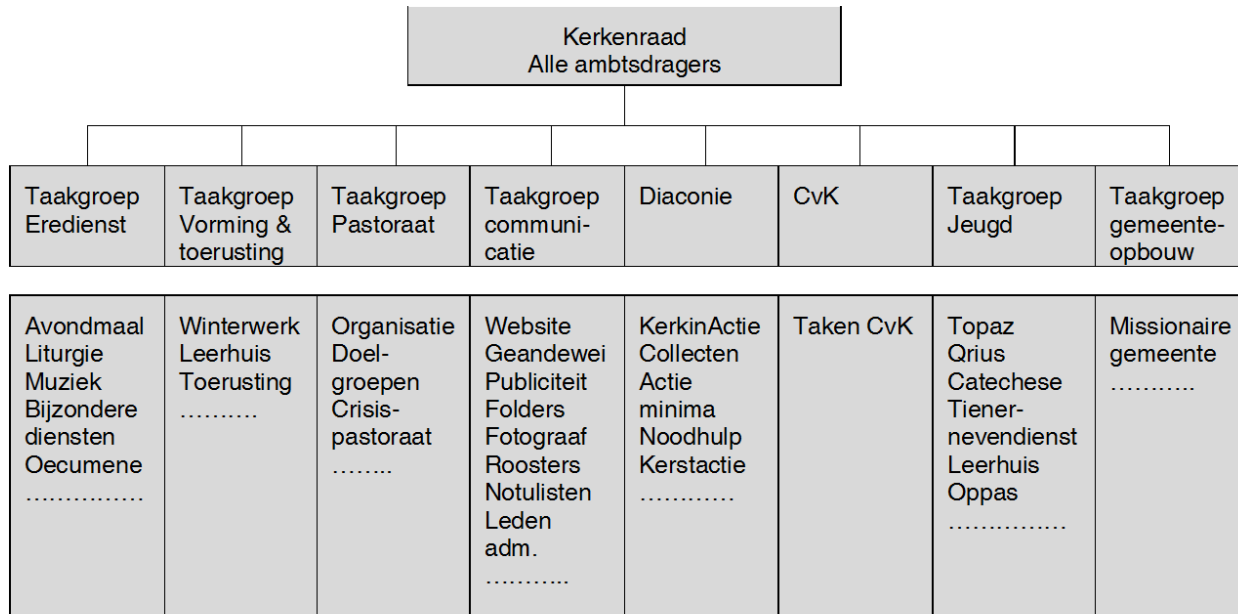 Kerkenraad
Alle ambtsdragers
Taakgroep
Eredienst
Taakgroep
Vorming &
toerusting
Taakgroep
Pastoraat
Taakgroep
communi-
catie
Diaconie
CvK
Taakgroep
Jeugd
Taakgroep
gemeente-
opbouw
Avondmaal
Liturgie
Muziek
Bijzondere
diensten
Oecumene
……………
Winterwerk
Leerhuis
Toerusting
……….
Organisatie
Doel-
groepen
Crisis-
pastoraat
……..
Website
Geandewei
Publiciteit
Folders
Fotograaf
Roosters
Notulisten
Leden
adm.
………..
KerkinActie
Collecten
Actie
minima
Noodhulp
Kerstactie
…………
Taken CvK
Topaz
Qrius
Catechese
Tiener-
nevendienst
Leerhuis
Oppas
……………
Missionaire
gemeente
………..